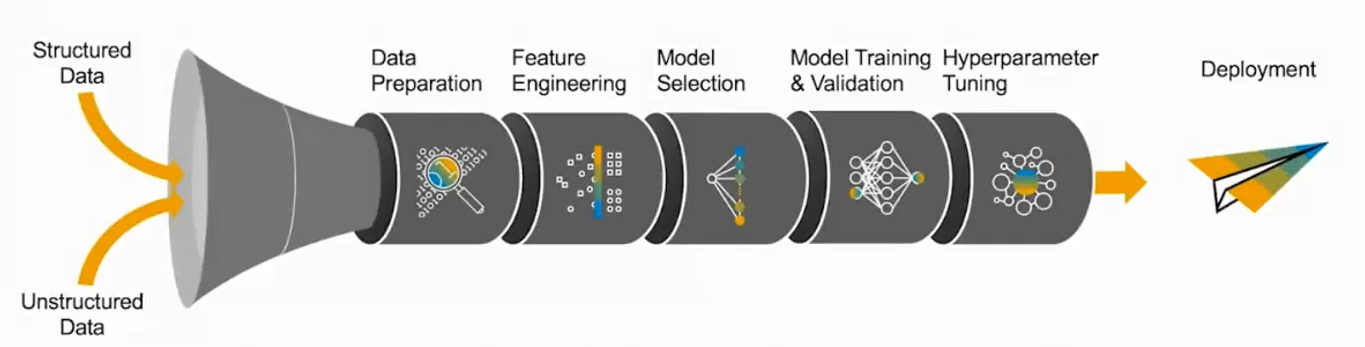 Structured
Data
Unstructured
Data
Data
Preparation
Feature
Engineering
Model
Selection
Model Training
& Validation
Hyperparameter
Tuning
Deployment